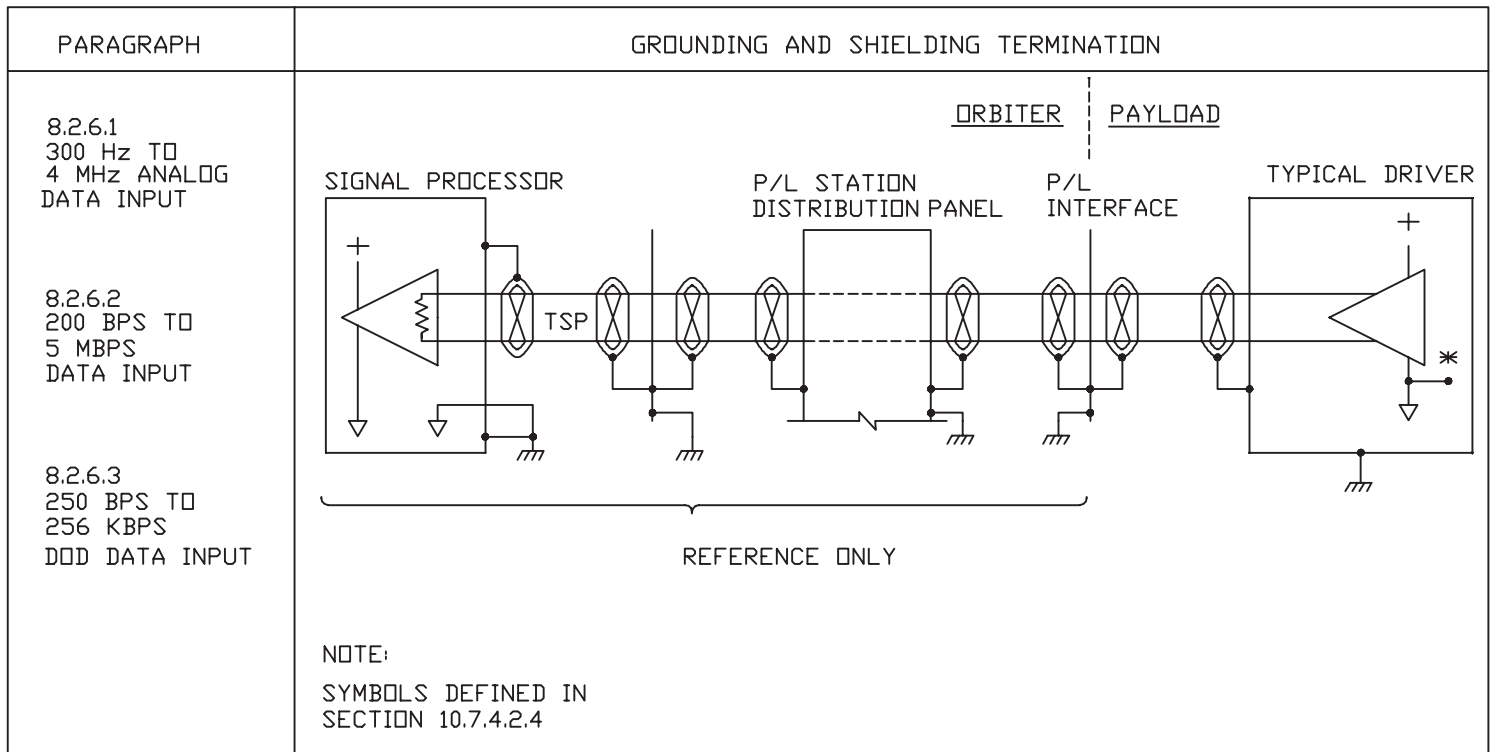 PARAGRAPH
GROUNDING AND SHIELDING TERMINATION
8.2.6.1
300 Hz TO
4 MHz ANALOG
DATA INPUT
8.2.6.2
200 BPS TO
5 MBPS
DATA INPUT
8.2.6.3
250 BPS TO
256 KBPS
DOD DATA INPUT
ORBITER
PAYLOAD
SIGNAL PROCESSOR
P/L STATION
DISTRIBUTION PANEL
P/L
INTERFACE
TYPICAL DRIVER
+
TSP
+
*
REFERENCE ONLY
NOTE:
SYMBOLS DEFINED IN
SECTION 10.7.4.2.4